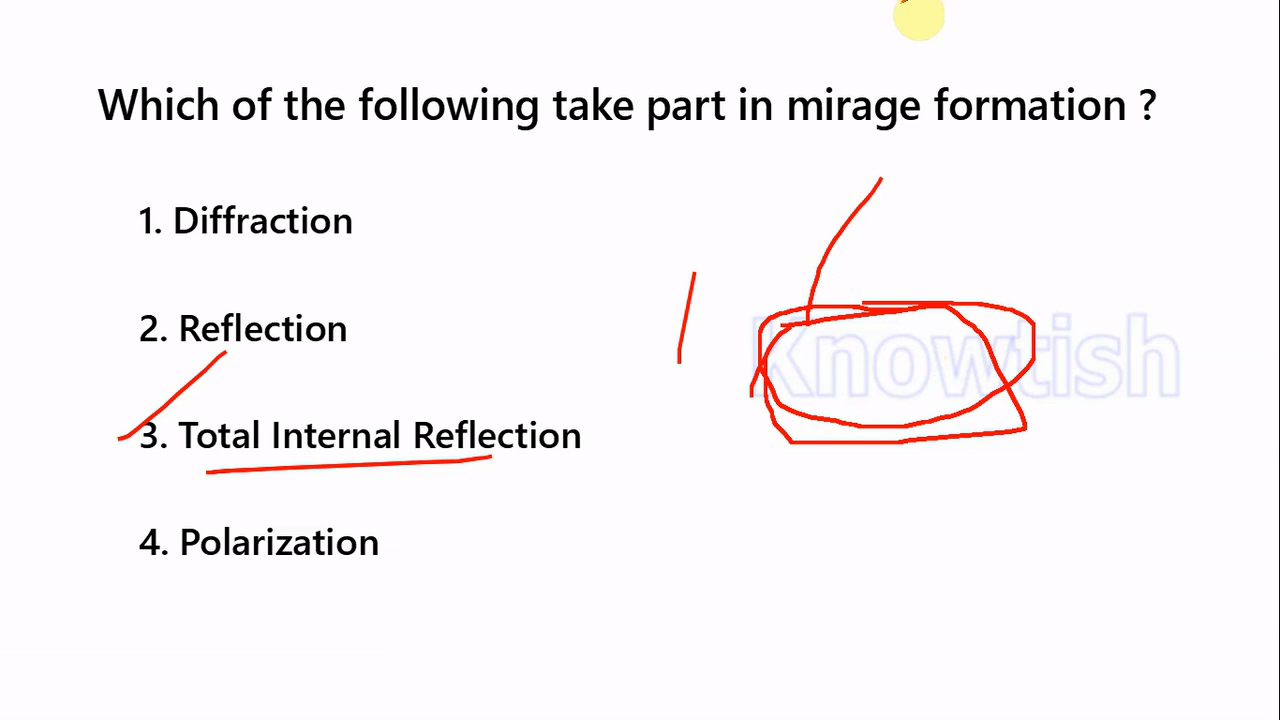 Which of the following take part in mirage formation ?
1. Diffraction
2. Reflection
Knowtish
3. Total Internal Reflection
4. Polarization